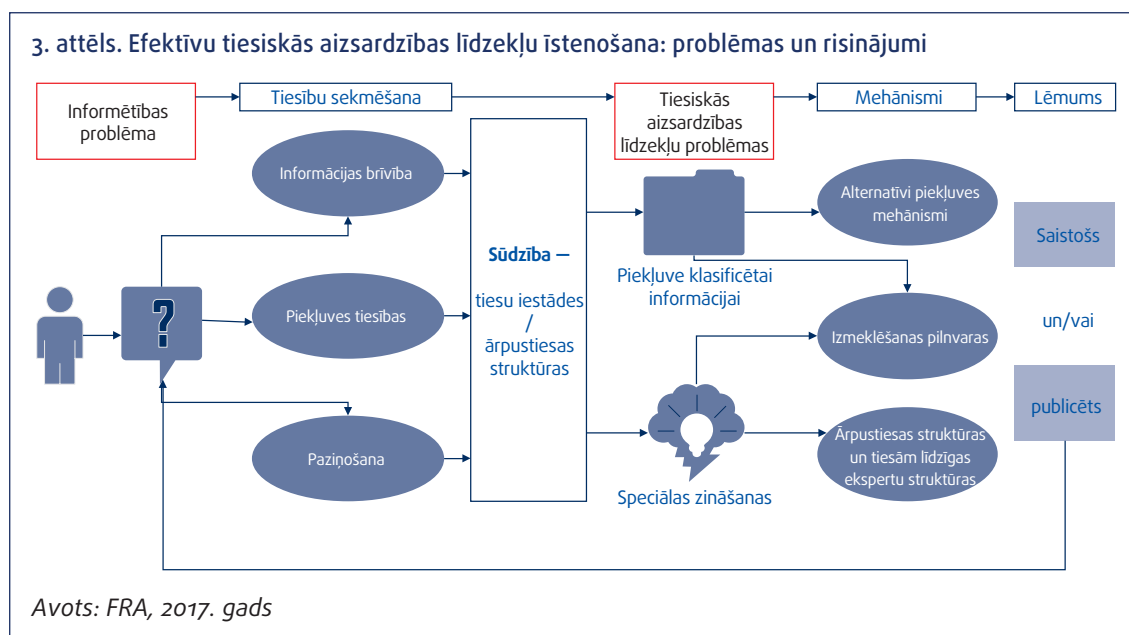 3. attēls. Efektīvu tiesiskās aizsardzības līdzekļu īstenošana: problēmas un risinājumi
Informētības
problēma
Tiesību sekmēšana
Tiesiskās
aizsardzības
līdzekļu problēmas
Mehānismi
Lēmums
Informācijas brīvība
Piekļuves tiesības
Paziņošana
?
Sūdzība —
tiesu iestādes
/
ārpustiesas
struktūras
Piekļuve klasificētai
informācijai
Speciālas zināšanas
Alternatīvi piekļuves
mehānismi
Izmeklēšanas pilnvaras
Ārpustiesas struktūras
un tiesām līdzīgas
ekspertu struktūras
Saistošs
un/vai
publicēts
Avots: FRA, 2017. gads